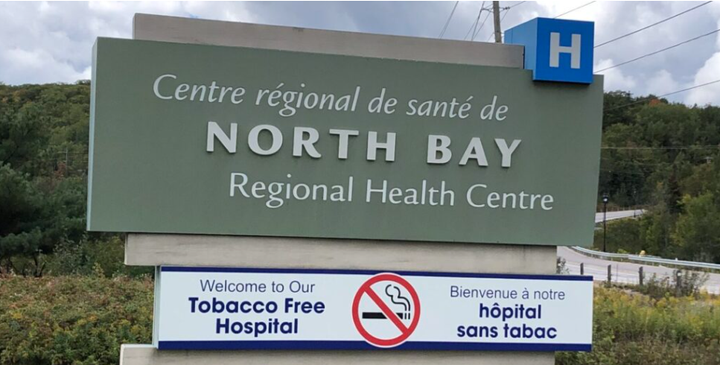 H
Centre régional de santé de
NORTH BAY
Regional Health Centre
Welcome to Our
Tobacco Free
Hospital
Bienvenue à notre
hôpital
sans tabac